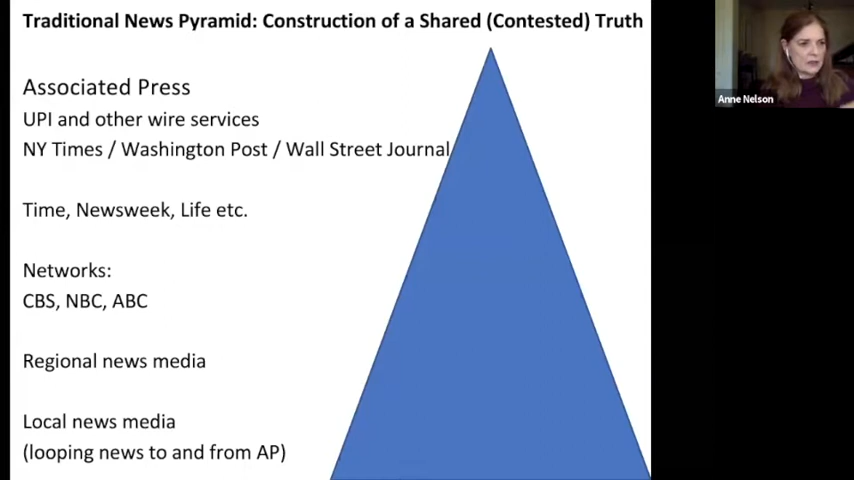 Traditional News Pyramid: Construction of a Shared (Contested) Truth
Associated Press
UPI and other wire services
NY Times / Washington Post / Wall Street Journal
Time, Newsweek, Life etc.
Networks:
CBS, NBC, ABC
Regional news media
Local news media
(looping news to and from AP)
Anne Nelson